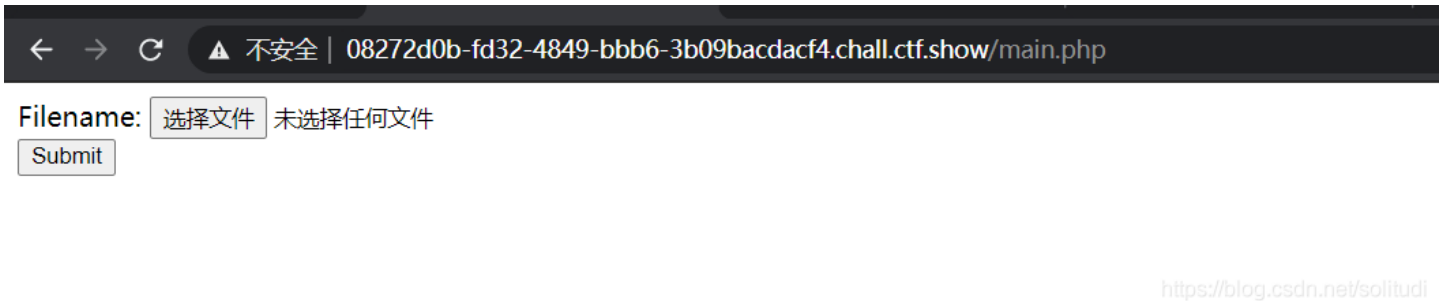 不安全 | 08272d0b-fd32-4849-bbb6-3b09bacdacf4.chall.ctf.show/main.php
Filename: 选择文件 未选择任何文件
Submit
https://blog.csdn.net/solitudi